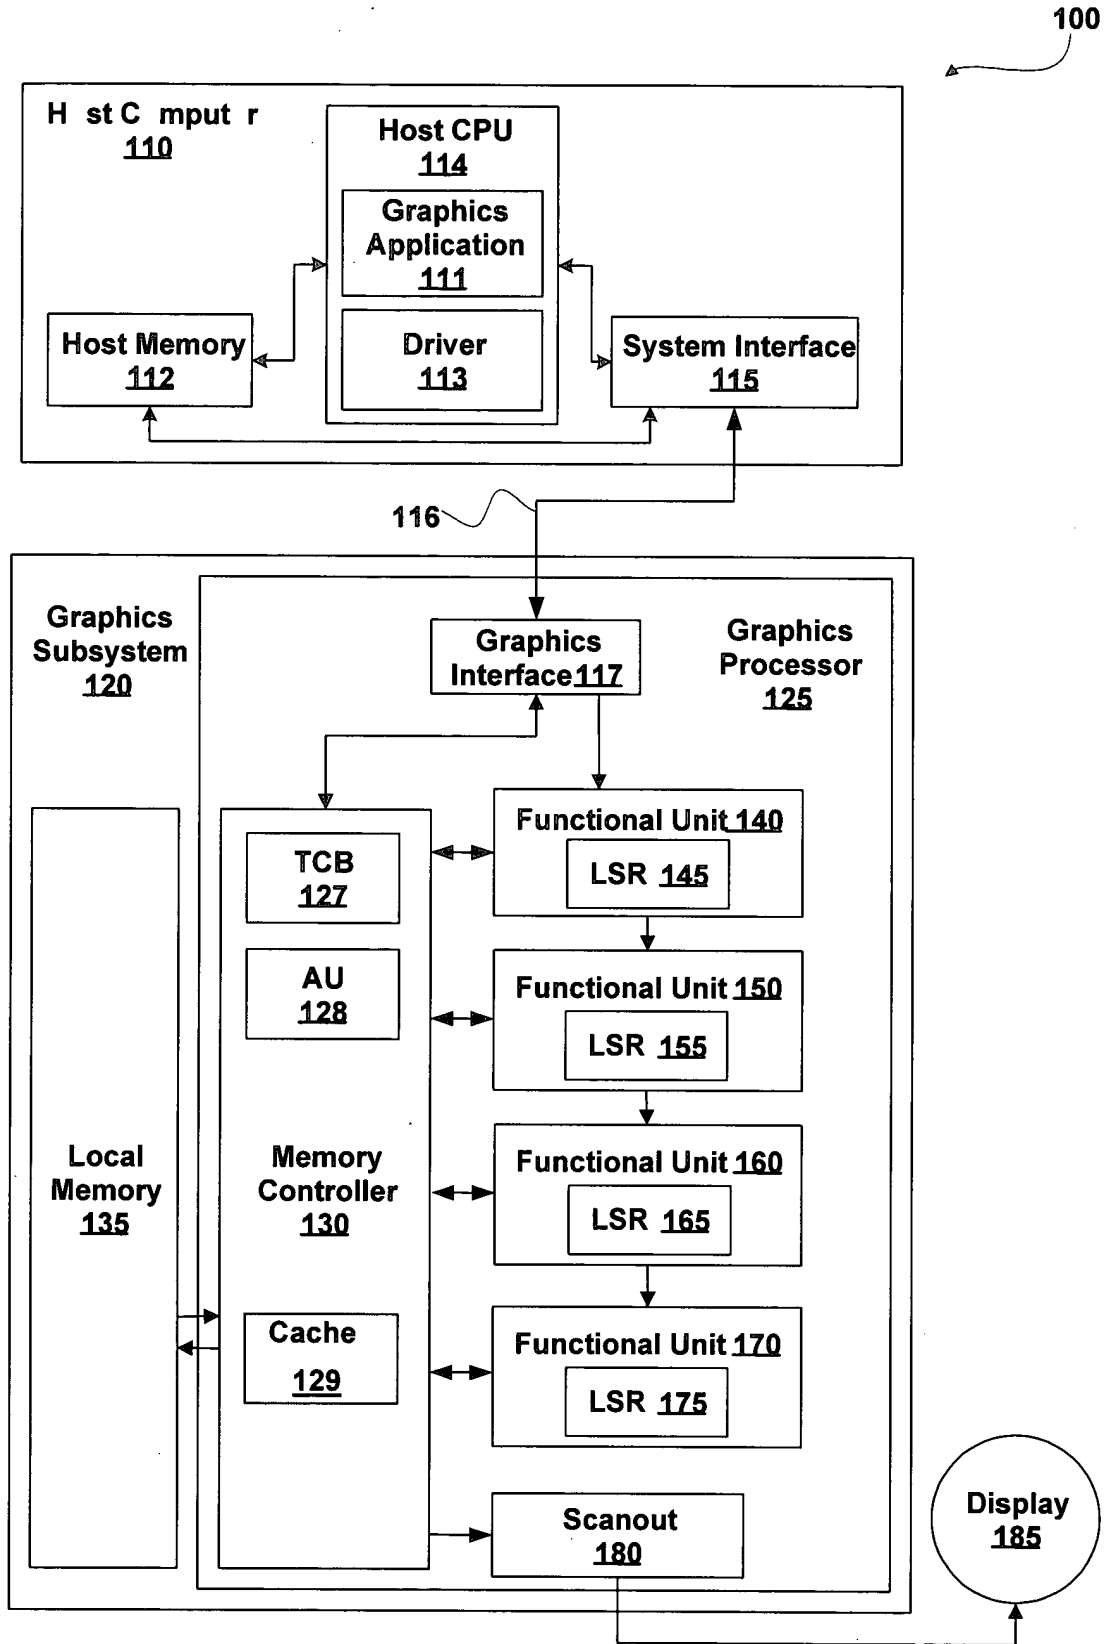 100
H st C mput r
110
Host CPU
114
Graphics
Application
111
Driver
113
Host Memory
112
System Interface
115
116
Graphics
Subsystem
120
Graphics
Interface 117
Graphics
Processor
125
TCB
127
AU
128
Functional Unit 140
LSR 145
Functional Unit 150
LSR 155
Local
Memory
135
Memory
Controller
130
Functional Unit 160
LSR 165
Cache
129
Functional Unit 170
LSR 175
Scanout
180
Display
185